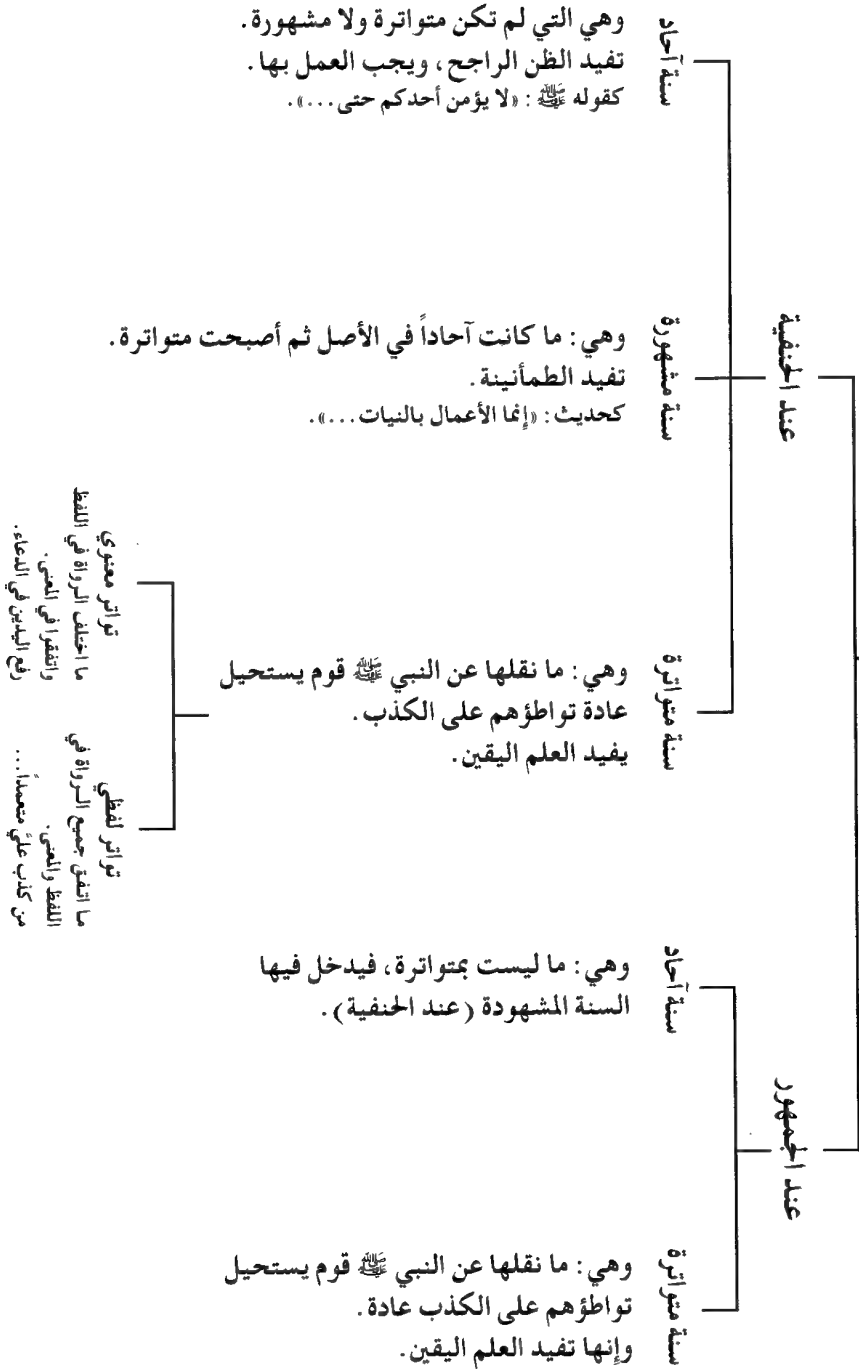 عند الحنفية
سنة آحاد
وهي التي لم تكن متواترة ولا مشهورة.
تفيد الظن الراجح، ويجب العمل بها.
كقوله ﷺ: «لا يؤمن أحدكم حتى...».
سنة مشهورة
وهي: ما كانت آحاداً في الأصل ثم أصبحت متواترة.
تفيد الطمأنينة.
كحديث: «إنما الأعمال بالنيات...».
سنة متواترة
وهي: ما نقلها عن النبي ﷺ قوم يستحيل
عادة تواطؤهم على الكذب.
يفيد العلم اليقين.
تواتر معنوي
ما اختلف الرواة في اللفظ
واتفقوا في المعنى.
رفع اليدين في الدعاء.
تواتر لفظي
ما اتفق جميع الرواة في
اللفظ والمعنى.
من كذب عليّ متعمداً...
عند الجمهور
سنة آحاد
وهي: ما ليست بمتواترة، فيدخل فيها
السنة المشهودة (عند الحنفية).
سنة متواترة
وهي: ما نقلها عن النبي ﷺ قوم يستحيل
تواطؤهم على الكذب عادة.
وإنها تفيد العلم اليقين.